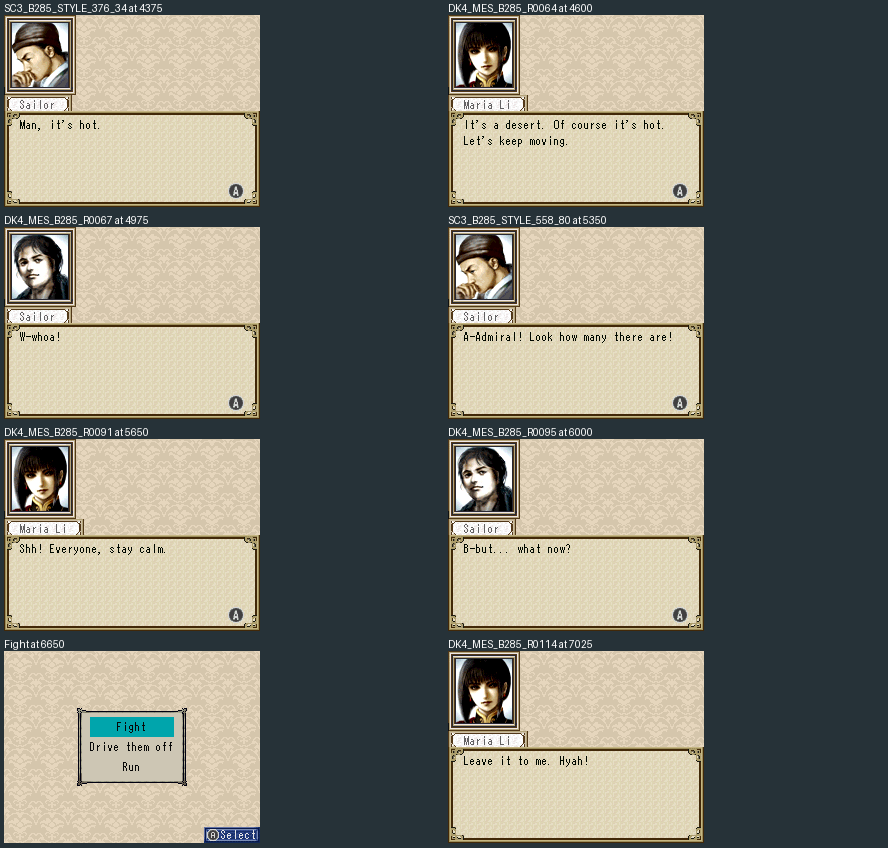 SC3_B285_STYLE_376_34 at 4375
Sailor
Man, it's hot.
A
DK4_MES_B285_R0064 at 4600
Maria Li
It's a desert. Of course it's hot.
Let's keep moving.
A
DK4_MES_B285_R0067 at 4975
Sailor
W-whoa!
A
SC3_B285_STYLE_558_80 at 5350
Sailor
A-Admiral! Look how many there are!
A
DK4_MES_B285_R0091 at 5650
Maria Li
Shh! Everyone, stay calm.
A
DK4_MES_B285_R0095 at 6000
Sailor
B-but... what now?
A
Fight at 6650
Fight
Drive them off
Run
A Select
DK4_MES_B285_R0114 at 7025
Maria Li
Leave it to me. Hyah!